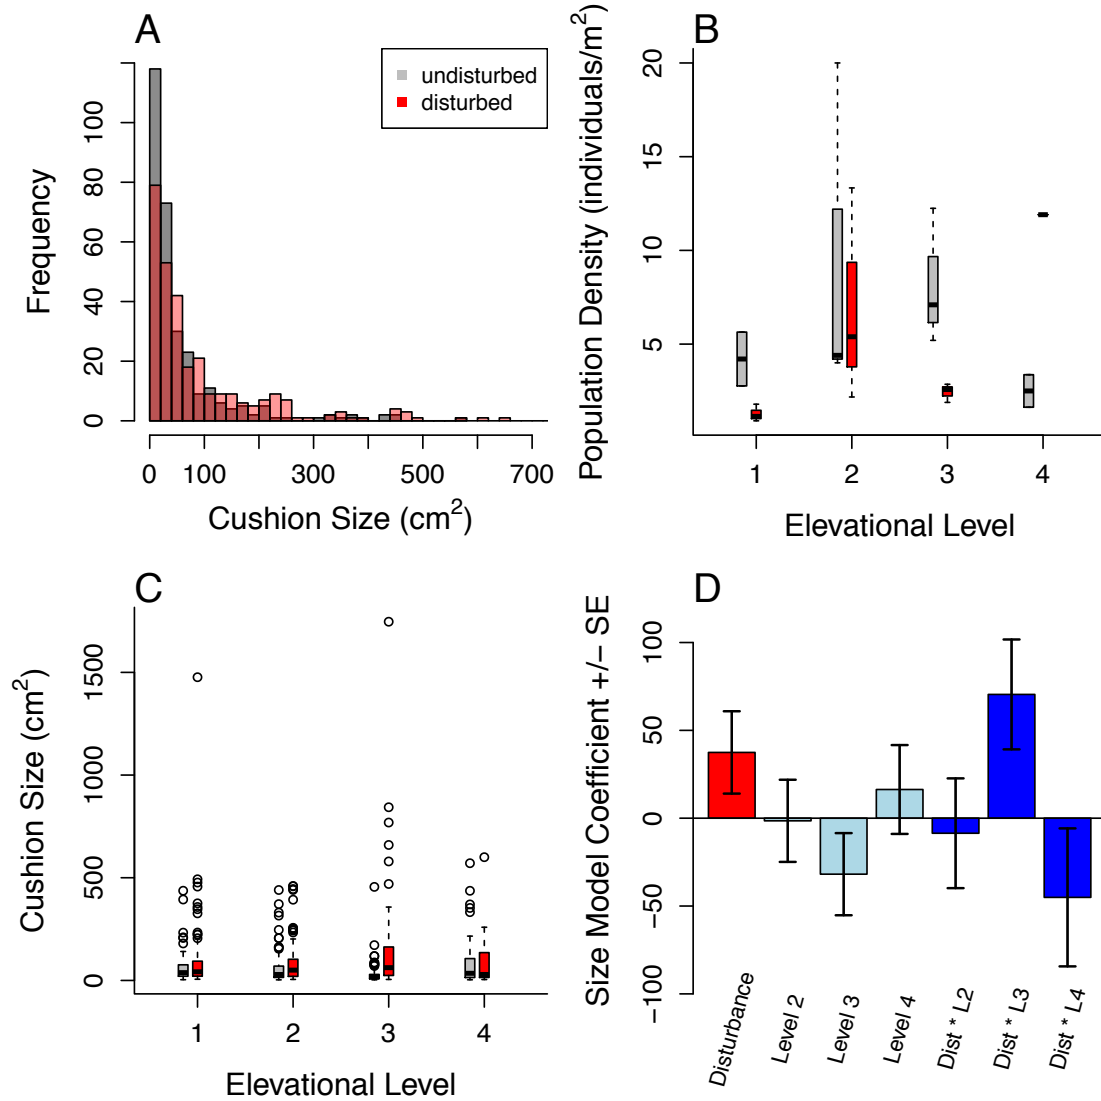 A
undisturbed
disturbed
Frequency
0 20 40 60 80 100
0 100 300 500 700
Cushion Size (cm²)
B
Population Density (individuals/m²)
5 10 15 20
1 2 3 4
Elevational Level
C
Cushion Size (cm²)
0 500 1000 1500
1 2 3 4
Elevational Level
D
Size Model Coefficient +/− SE
−100 −50 0 50 100
Disturbance
Level 2
Level 3
Level 4
Dist * L2
Dist * L3
Dist * L4